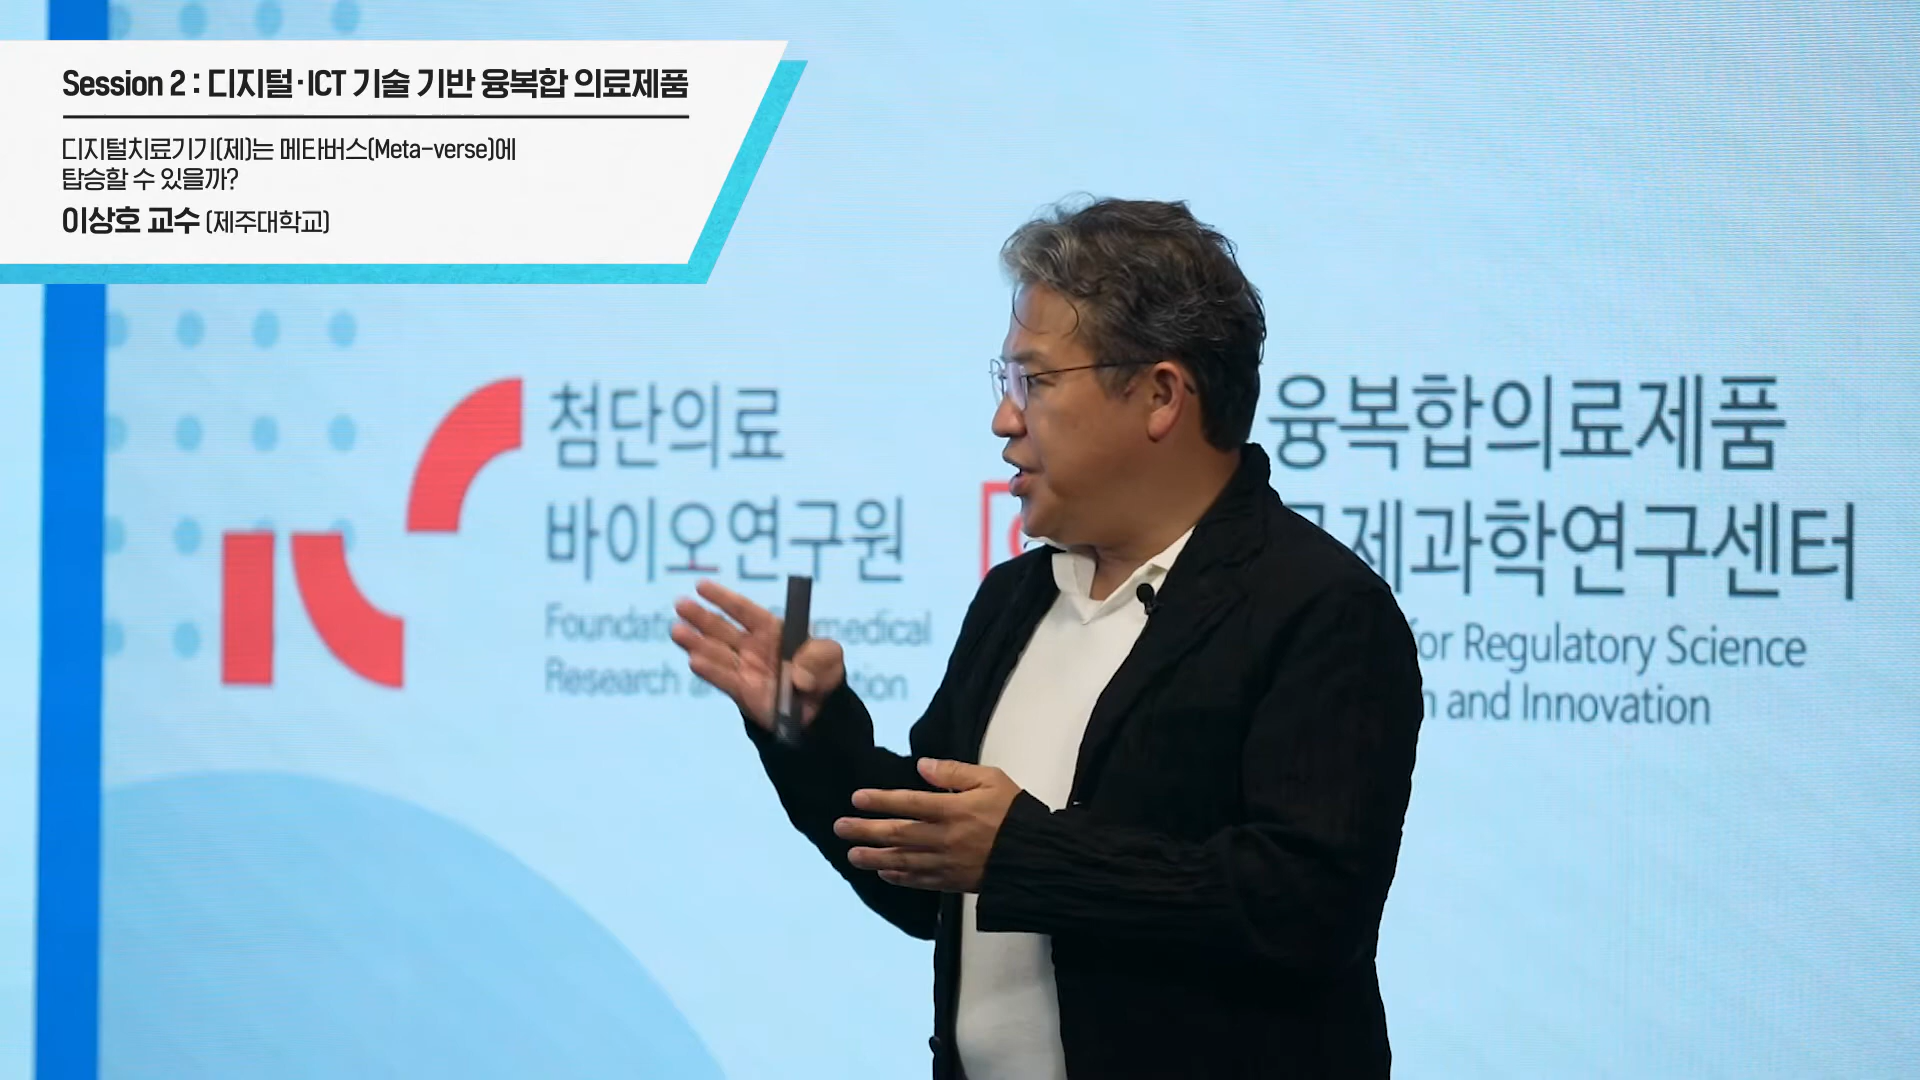 Session 2 : 디지털·ICT 기술 기반 융복합 의료제품
디지털치료기기(제)는 메타버스(Meta-verse)에
탑승할 수 있을까?
이상호 교수 (제주대학교)
첨단의료
바이오연구원
medical
Research
융복합의료제품
제과학연구센터
for Regulatory Science
and Innovation